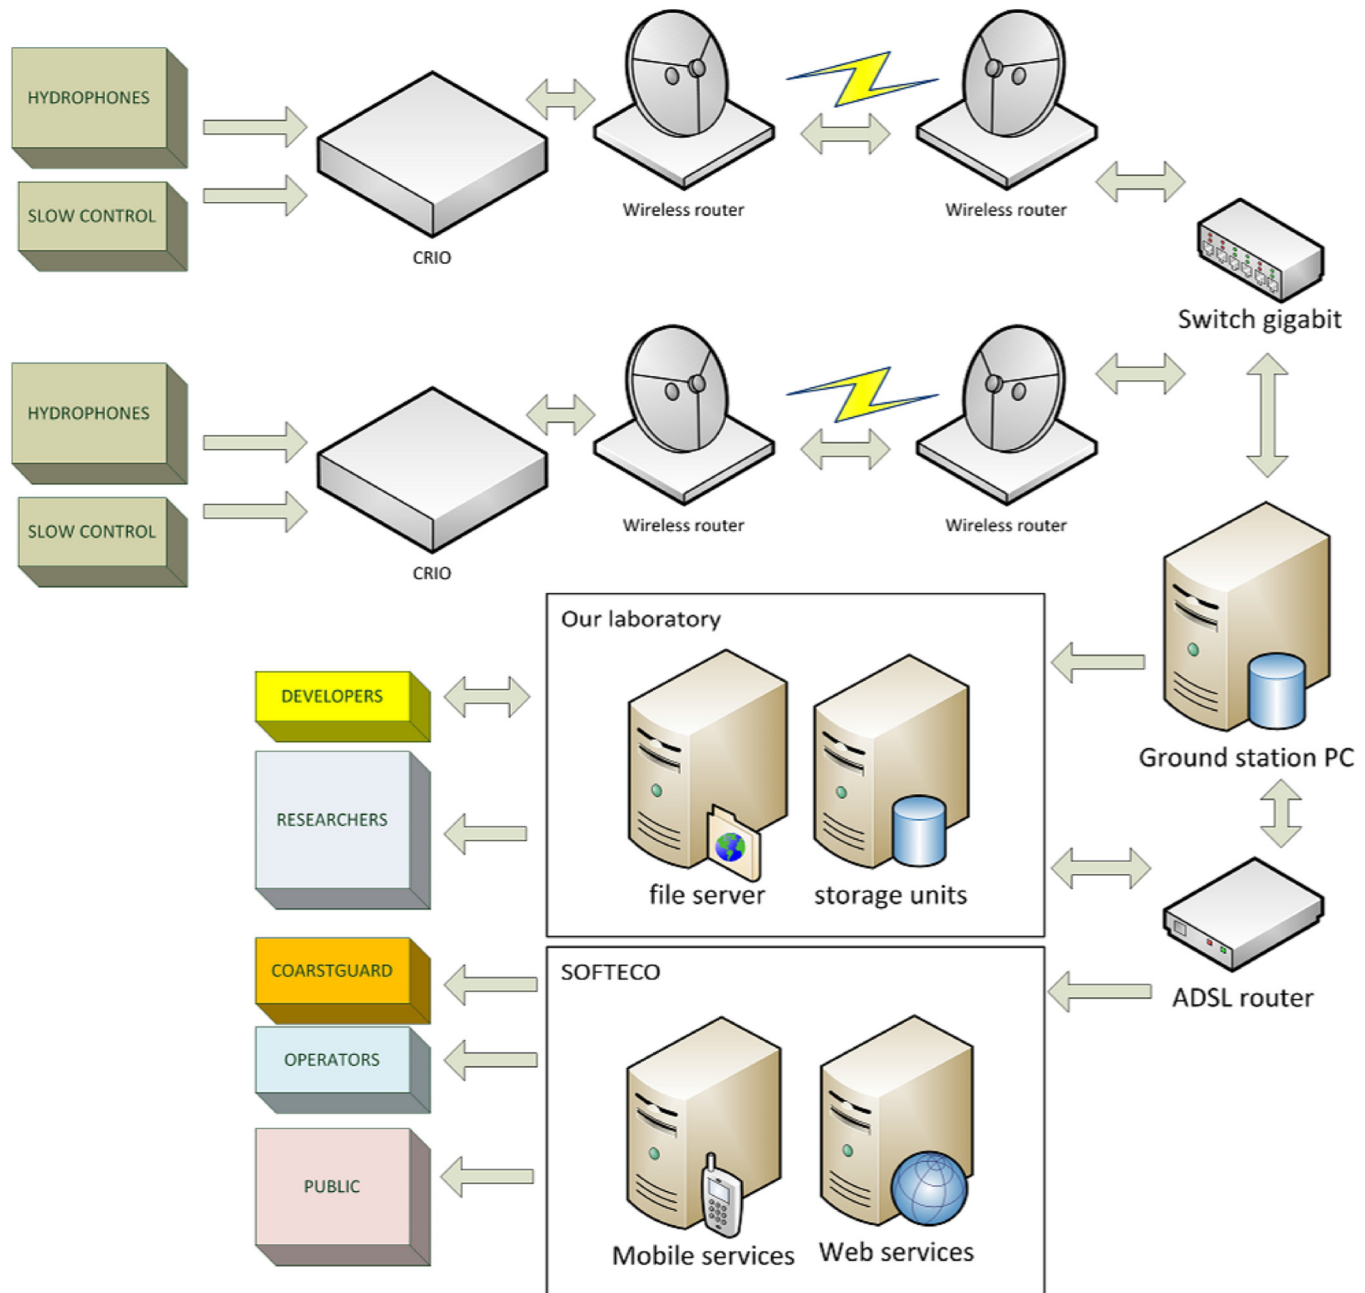 HYDROPHONES
SLOW CONTROL
CRIO
Wireless router
Wireless router
Switch gigabit
HYDROPHONES
SLOW CONTROL
CRIO
Wireless router
Wireless router
Our laboratory
DEVELOPERS
RESEARCHERS
file server
storage units
Ground station PC
ADSL router
SOFTECO
COARSTGUARD
OPERATORS
PUBLIC
Mobile services
Web services